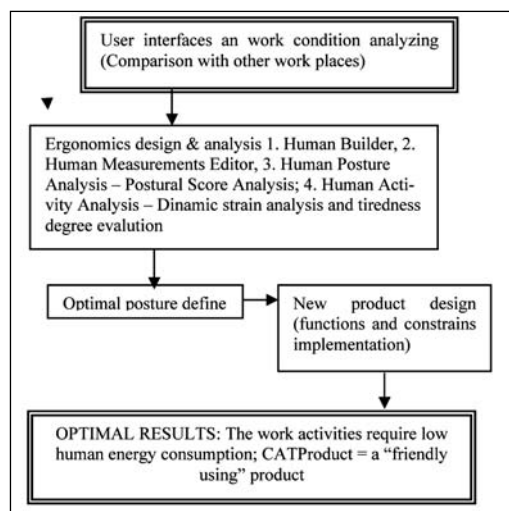 User interfaces an work condition analyzing
(Comparison with other work places)
Ergonomics design & analysis 1. Human Builder, 2.
Human Measurements Editor, 3. Human Posture
Analysis – Postural Score Analysis; 4. Human Acti-
vity Analysis – Dinamic strain analysis and tiredness
degree evalution
Optimal posture define
New product design
(functions and constrains
implementation)
OPTIMAL RESULTS: The work activities require low
human energy consumption; CATProduct = a “friendly
using” product